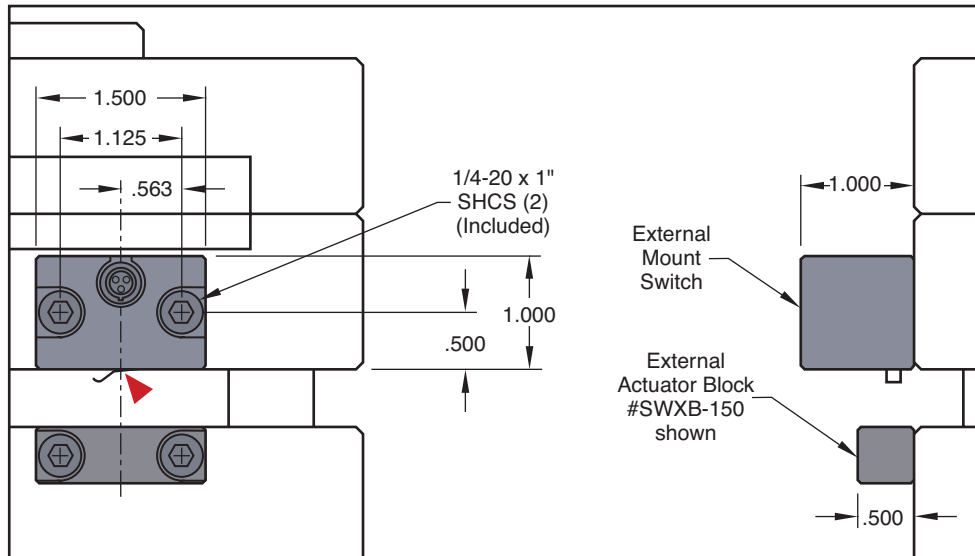 1.500
1.125
.563
1/4-20 x 1"
SHCS (2)
(Included)
1.000
.500
1.000
External
Mount
Switch
External
Actuator Block
#SWXB-150
shown
.500